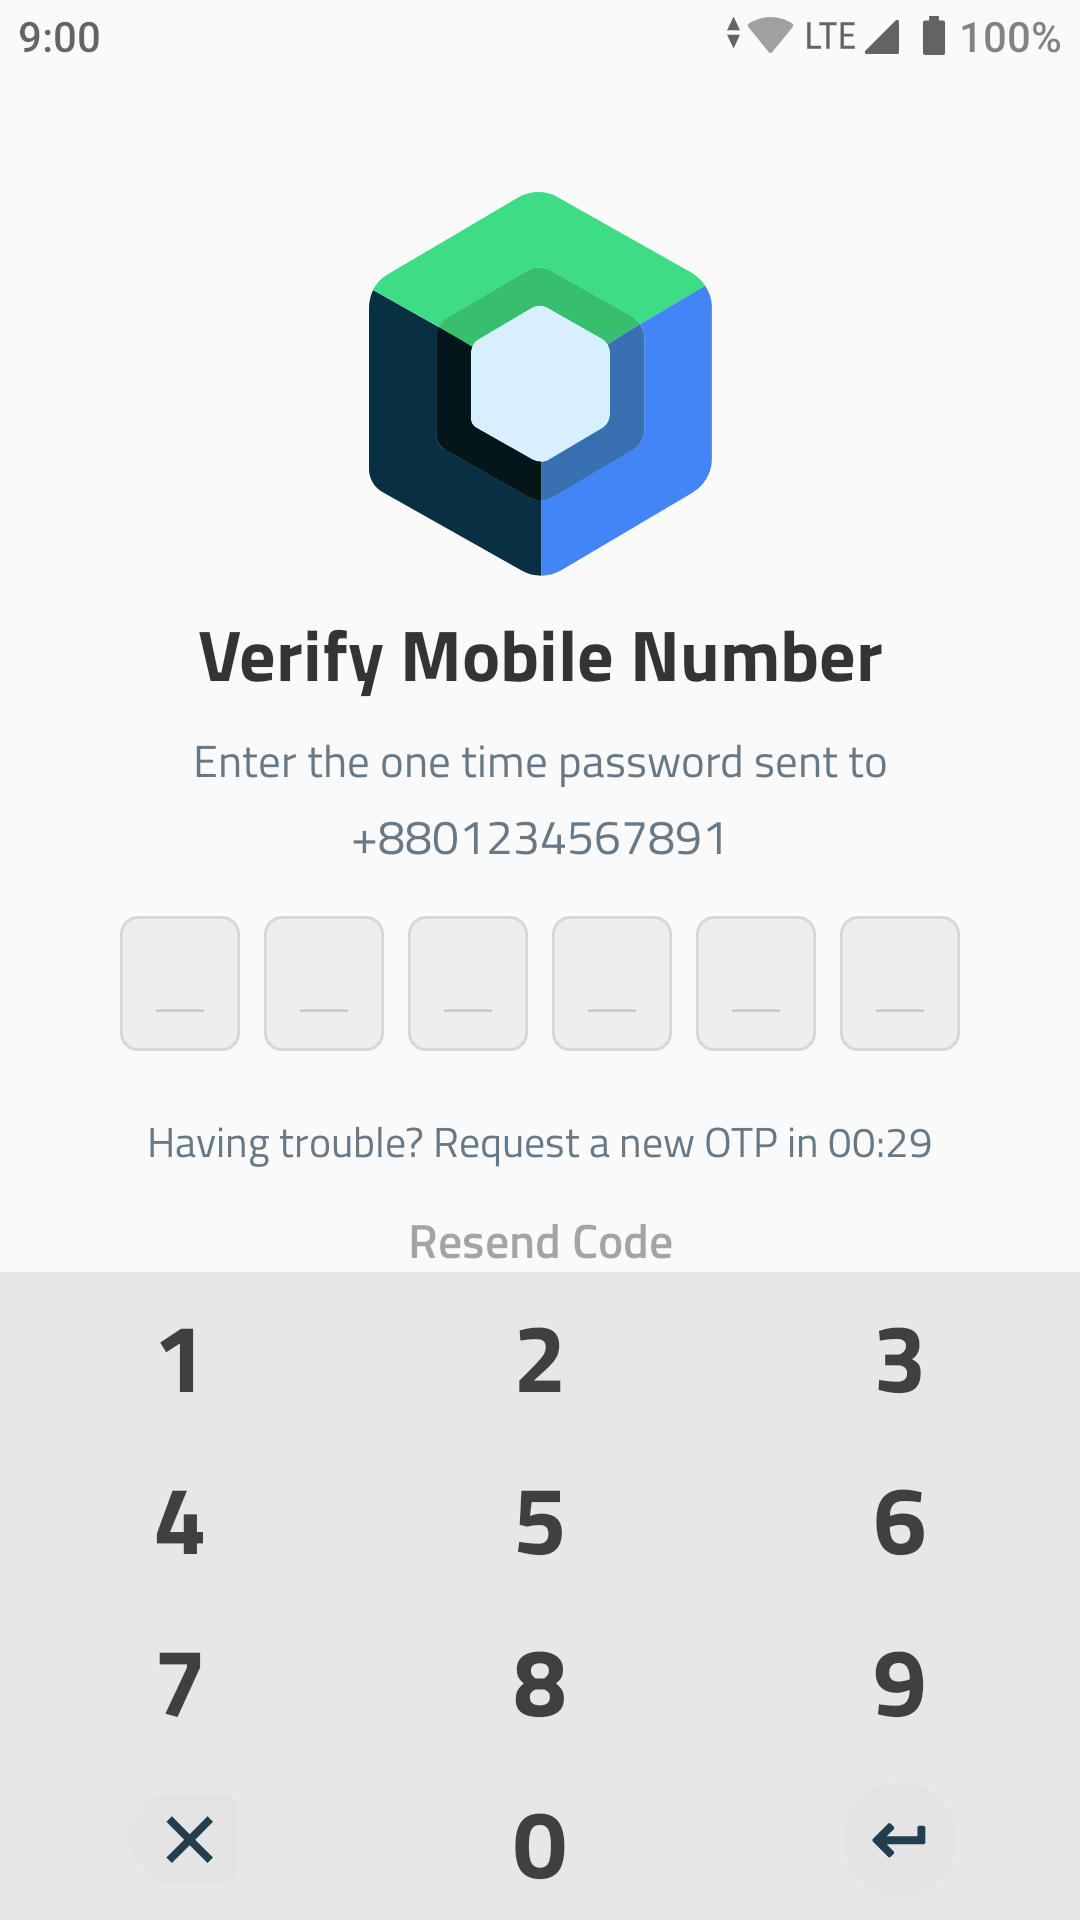 9:00 LTE 100%
Verify Mobile Number
Enter the one time password sent to
+8801234567891
Having trouble? Request a new OTP in 00:29
Resend Code
1 2 3
4 5 6
7 8 9
0